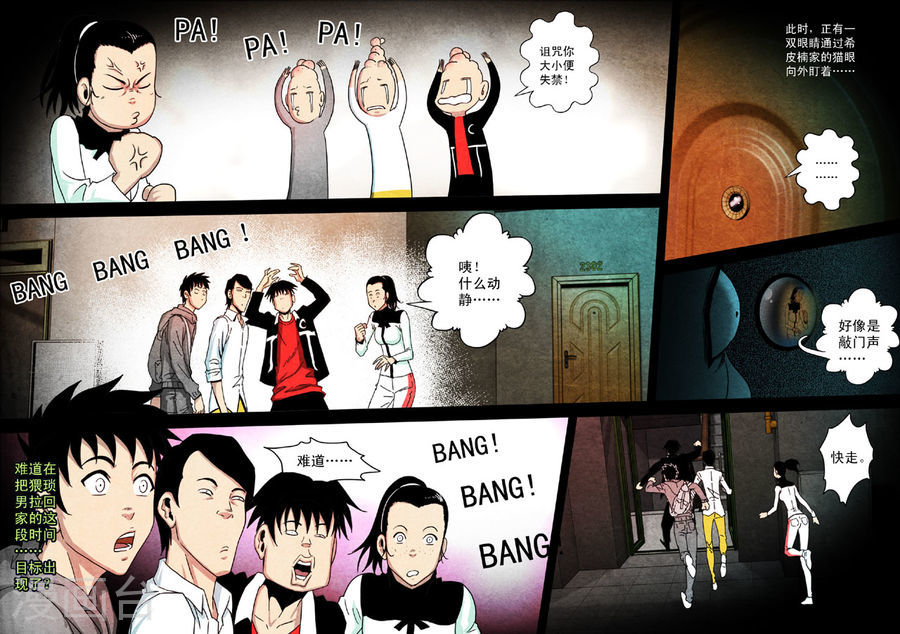 PA!
PA!
PA!
诅咒你
大小便
失禁！
此时，正有一
双眼睛通过希
皮楠家的猫眼
向外盯着……
……
……
BANG
BANG
BANG!
咦！
什么动
静……
2302
好像是
敲门声
……
难道在
把猥琐
男拉回
家的这
段时间
……
目标出
现了？
难道……
BANG!
BANG!
BANG!
快走。
漫画台